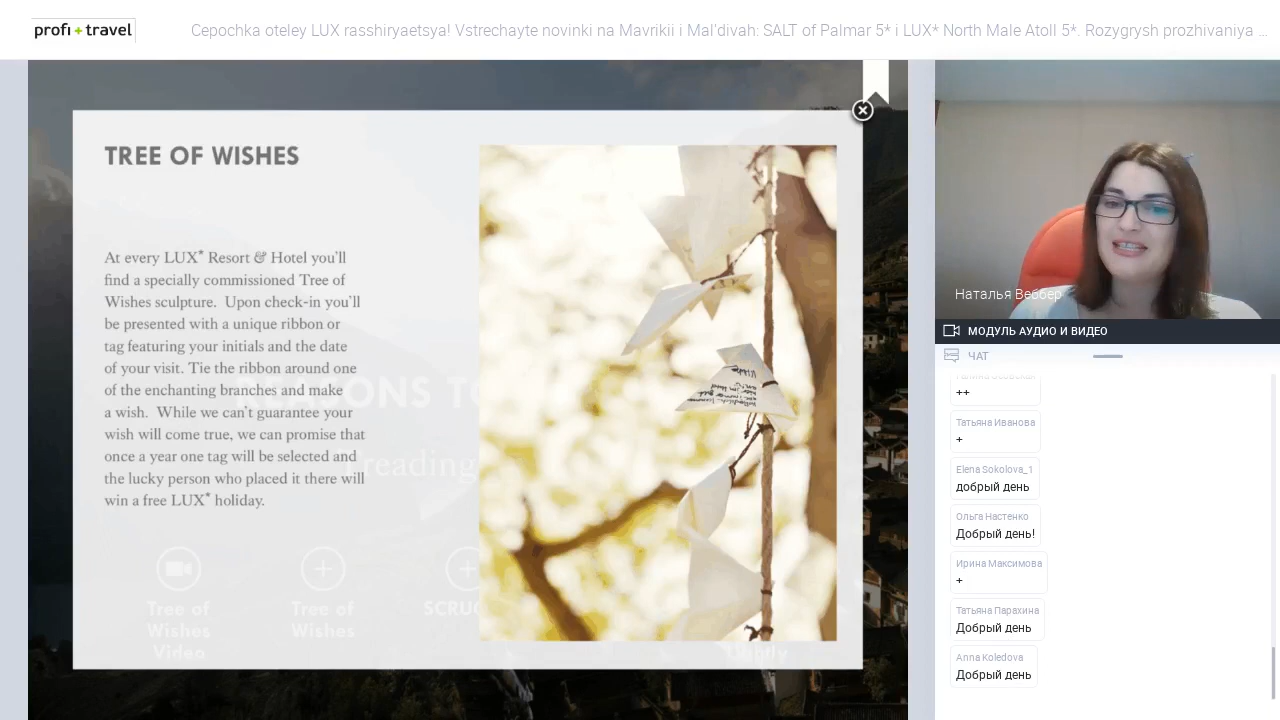 profi + travel
Cepochka oteley LUX rasshiryaetsya! Vstrechayte novinki na Mavrikii i Mal'divah: SALT of Palmar 5* i LUX* North Male Atoll 5*. Rozygrysh prozhivaniya ...
TREE OF WISHES
At every LUX* Resort & Hotel you'll
find a specially commissioned Tree of
Wishes sculpture. Upon check-in you'll
be presented with a unique ribbon or
tag featuring your initials and the date
of your visit. Tie the ribbon around one
of the enchanting branches and make
a wish. While we can't guarantee your
wish will come true, we can promise that
once a year one tag will be selected and
the lucky person who placed it there will
win a free LUX* holiday.
Tree of
Wishes
Video
Tree of
Wishes
Наталья Веббер
МОДУЛЬ АУДИО И ВИДЕО
ЧАТ
++
Татьяна Иванова
+
Elena Sokolova_1
добрый день
Ольга Настенко
Добрый день!
Ирина Максимова
+
Татьяна Парахина
Добрый день
Anna Koledova
Добрый день